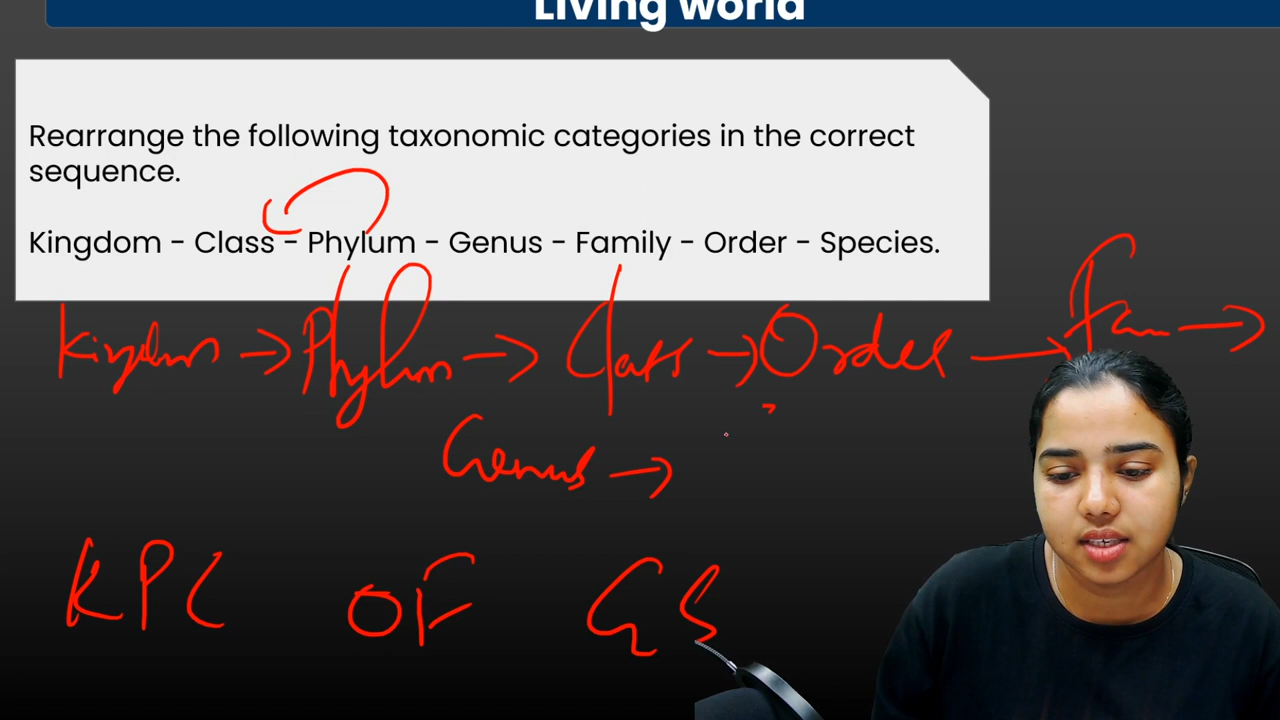 Living world
Rearrange the following taxonomic categories in the correct
sequence.
Kingdom - Class - Phylum - Genus - Family - Order - Species.
Kingdom → Phylum → Class → Order → Fam →
Genus →
KPC OF GS